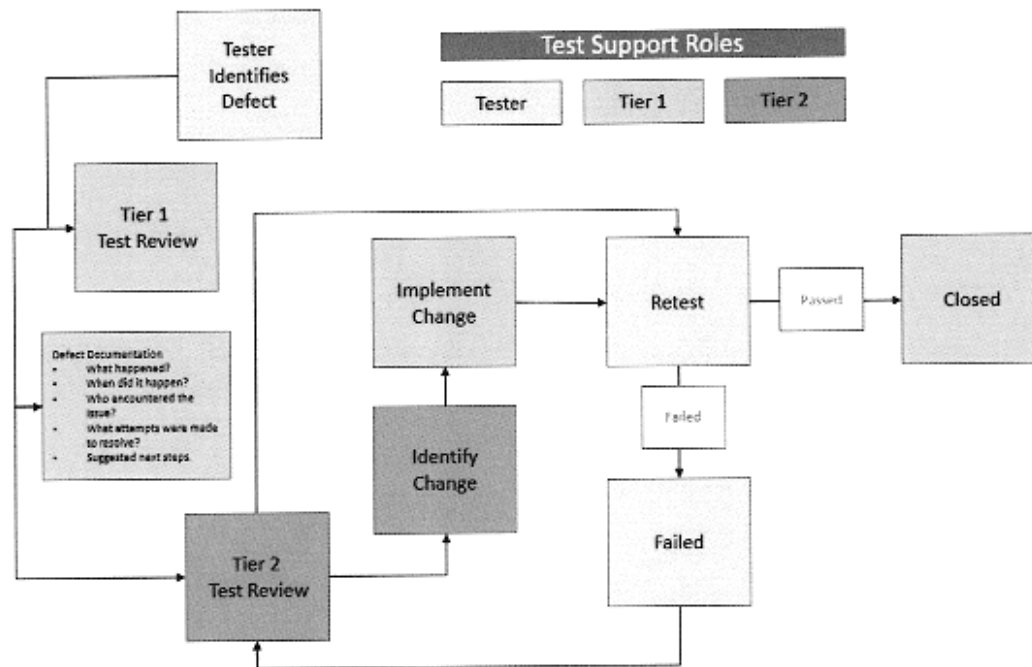 Tester
Identifies
Defect
Test Support Roles
Tester
Tier 1
Tier 2
Tier 1
Test Review
Implement
Change
Retest
Passed
Closed
Defect Documentation
• What happened?
• When did it happen?
• Who encountered the
issue?
• What attempts were made
to resolve?
• Suggested next steps.
Failed
Identify
Change
Tier 2
Test Review
Failed